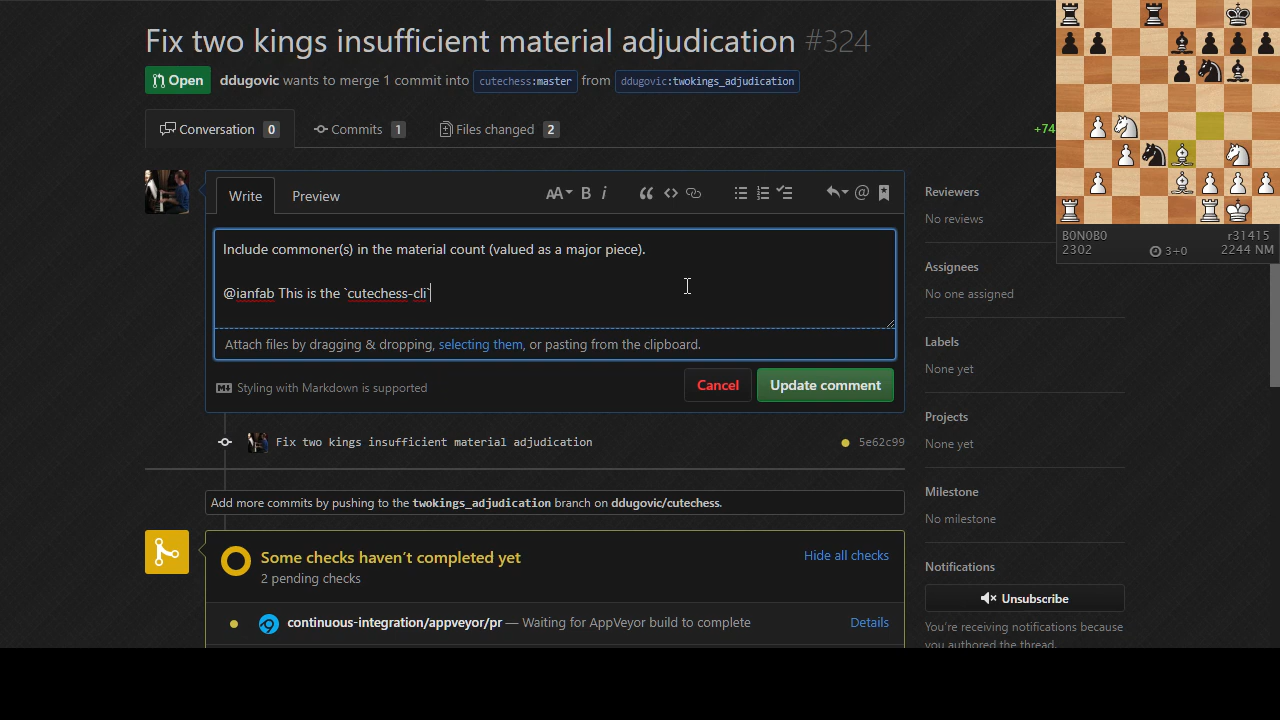 Fix two kings insufficient material adjudication #324
Open ddugovic wants to merge 1 commit into cutechess:master from ddugovic:twokings_adjudication
Conversation 0 Commits 1 Files changed 2 +74
Write Preview AA B i
Include commoner(s) in the material count (valued as a major piece).
@ianfab This is the `cutechess-cli`
Attach files by dragging & dropping, selecting them, or pasting from the clipboard.
Styling with Markdown is supported Cancel Update comment
Fix two kings insufficient material adjudication 5e62c99
Add more commits by pushing to the twokings_adjudication branch on ddugovic/cutechess.
Some checks haven't completed yet Hide all checks
2 pending checks
continuous-integration/appveyor/pr — Waiting for AppVeyor build to complete Details
Reviewers
No reviews
Assignees
No one assigned
Labels
None yet
Projects
None yet
Milestone
No milestone
Notifications
Unsubscribe
You're receiving notifications because
you authored the thread.
B0N0B0 r31415
2302 3+0 2244 NM